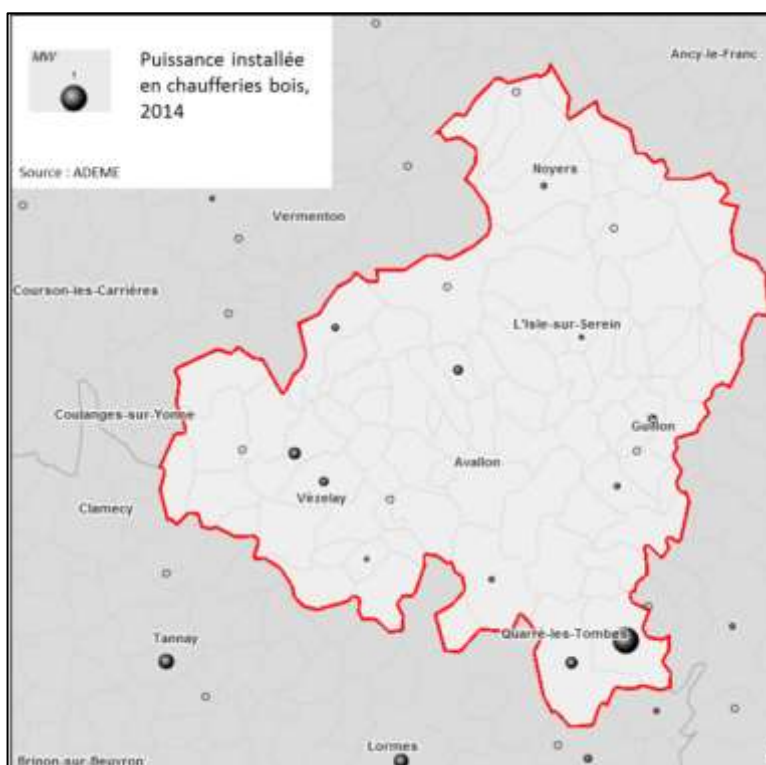 MW
1
Puissance installée
en chaufferies bois,
2014
Source : ADEME
Ancy-le-Franc
Noyers
Vermenton
Courson-les-Carrières
L'Isle-sur-Serein
Coulanges-sur-Yonne
Guillon
Avallon
Vézelay
Clamecy
Quarré-les-Tombes
Tannay
Lormes
Brinon-sur-Beuvron